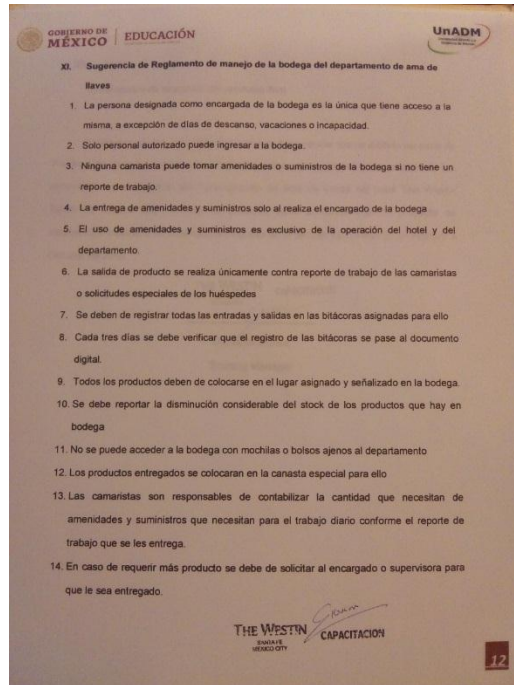 GOBIERNO DE
MÉXICO
EDUCACIÓN
UnADM
XI. Sugerencia de Reglamento de manejo de la bodega del departamento de ama de
llaves
1. La persona designada como encargada de la bodega es la única que tiene acceso a la
misma, a excepción de días de descanso, vacaciones o incapacidad.
2. Solo personal autorizado puede ingresar a la bodega.
3. Ninguna camarista puede tomar amenidades o suministros de la bodega si no tiene un
reporte de trabajo.
4. La entrega de amenidades y suministros solo al realiza el encargado de la bodega
5. El uso de amenidades y suministros es exclusivo de la operación del hotel y del
departamento.
6. La salida de producto se realiza únicamente contra reporte de trabajo de las camaristas
o solicitudes especiales de los huéspedes
7. Se deben de registrar todas las entradas y salidas en las bitácoras asignadas para ello
8. Cada tres días se debe verificar que el registro de las bitácoras se pase al documento
digital.
9. Todos los productos deben de colocarse en el lugar asignado y señalizado en la bodega.
10. Se debe reportar la disminución considerable del stock de los productos que hay en
bodega
11. No se puede acceder a la bodega con mochilas o bolsos ajenos al departamento
12. Los productos entregados se colocaran en la canasta especial para ello
13. Las camaristas son responsables de contabilizar la cantidad que necesitan de
amenidades y suministros que necesitan para el trabajo diario conforme el reporte de
trabajo que se les entrega.
14. En caso de requerir más producto se debe de solicitar al encargado o supervisora para
que le sea entregado.
THE WESTIN
SANTA FE
MÉXICO CITY
CAPACITACIÓN
12